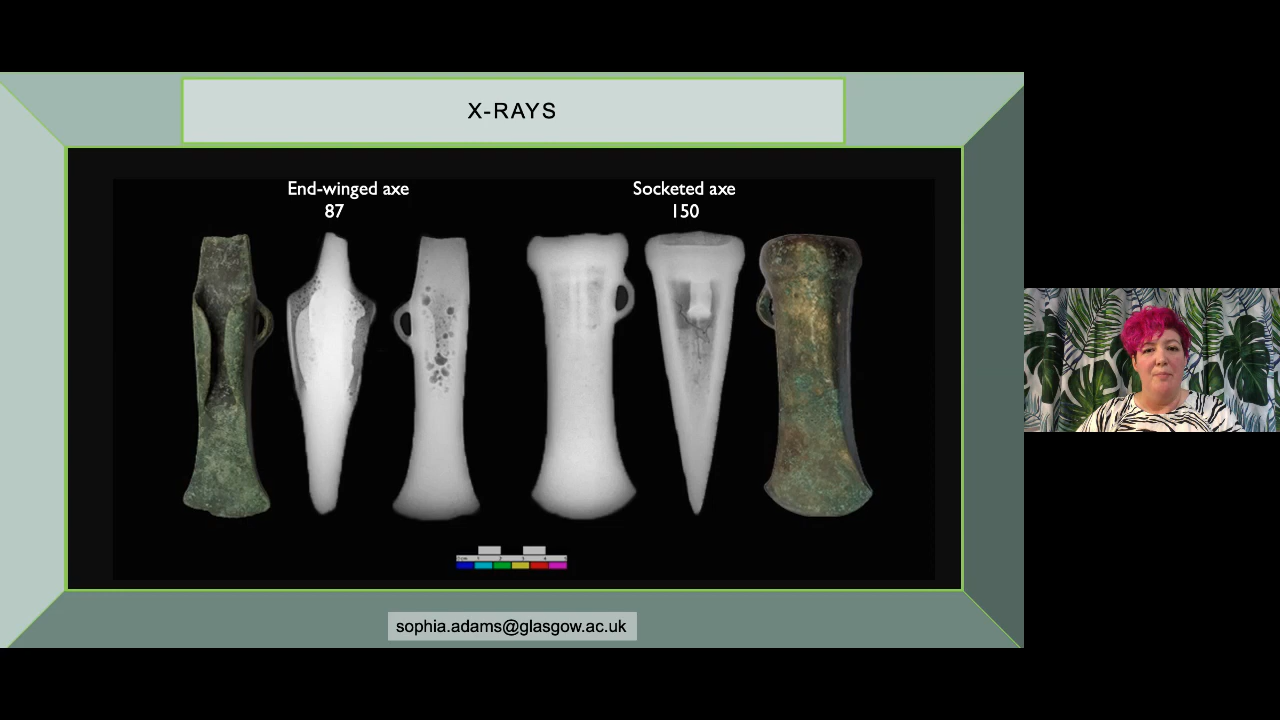 X-RAYS
End-winged axe
87
Socketed axe
150
sophia.adams@glasgow.ac.uk